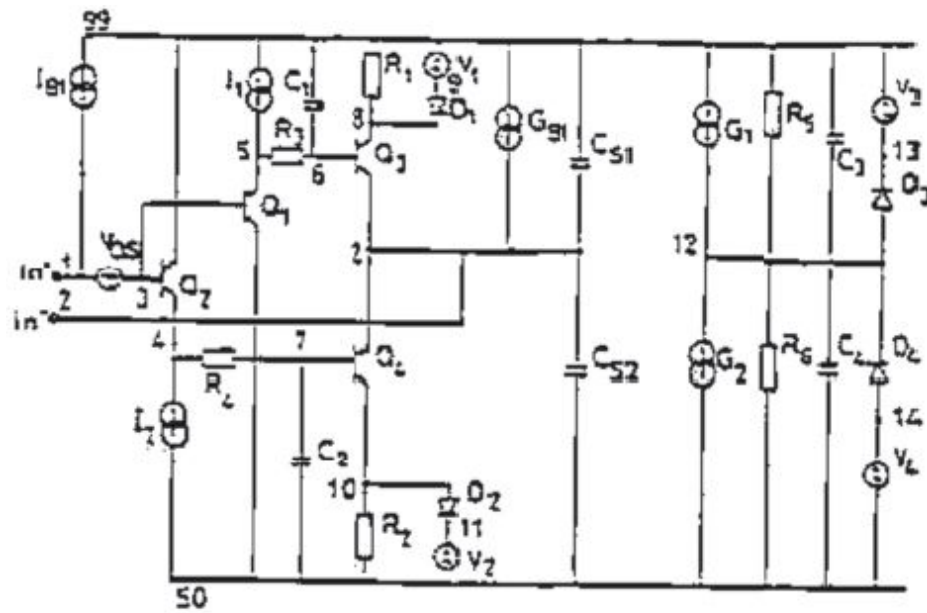 99
I B1
I1
C1
R1
V1
9
D1
8
GB1
CS1
G1
R5
C3
V3
13
D3
5
R3
6
Q3
Q1
VOS
in+
2
3
Q2
2
12
in-
4
7
Q4
R4
CS2
G2
R6
C4
D4
14
V4
I2
C2
10
R2
D2
11
V2
50